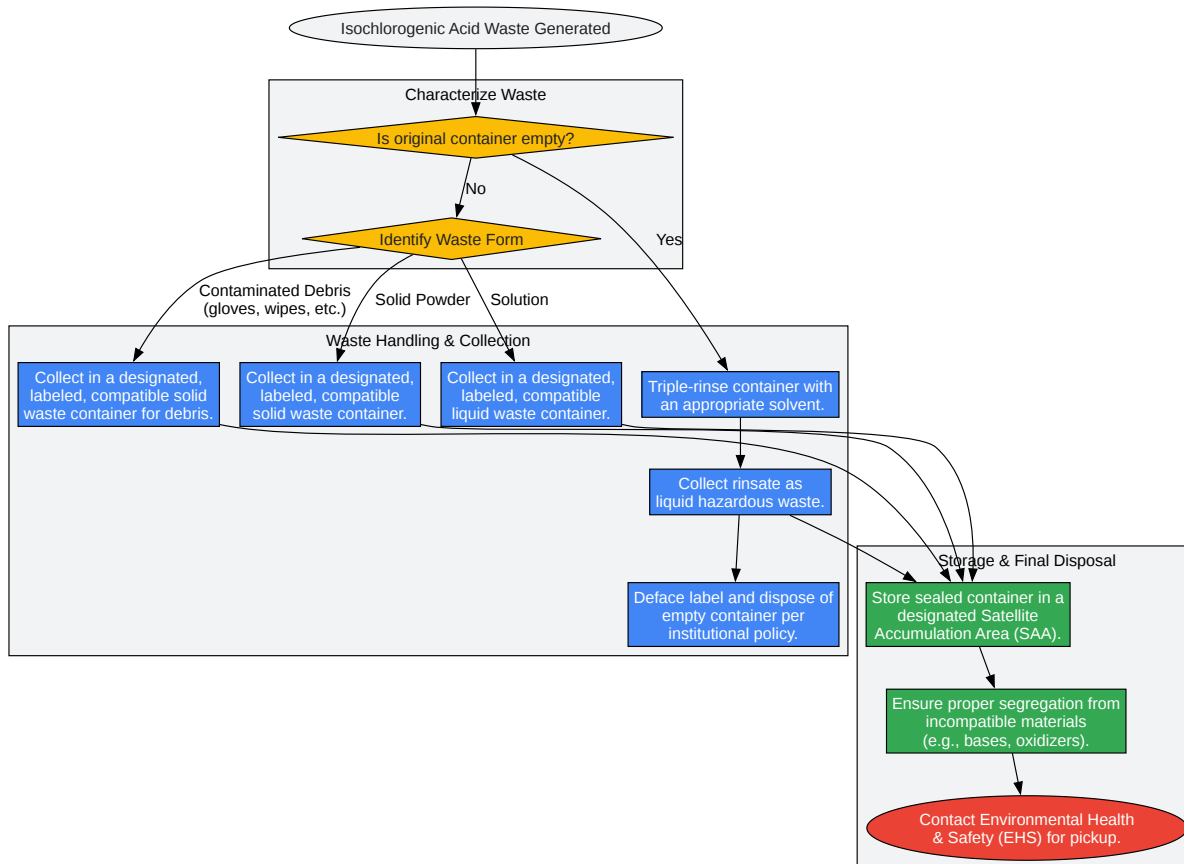 Isochlorogenic Acid Waste Generated
Characterize Waste
Is original container empty?
No
Yes
Identify Waste Form
Contaminated Debris
(gloves, wipes, etc.)
Solid Powder
Solution
Waste Handling & Collection
Collect in a designated,
labeled, compatible solid
waste container for debris.
Collect in a designated,
labeled, compatible
solid waste container.
Collect in a designated,
labeled, compatible
liquid waste container.
Triple-rinse container with
an appropriate solvent.
Collect rinsate as
liquid hazardous waste.
Deface label and dispose of
empty container per
institutional policy.
Storage & Final Disposal
Store sealed container in a
designated Satellite
Accumulation Area (SAA).
Ensure proper segregation from
incompatible materials
(e.g., bases, oxidizers).
Contact Environmental Health
& Safety (EHS) for pickup.